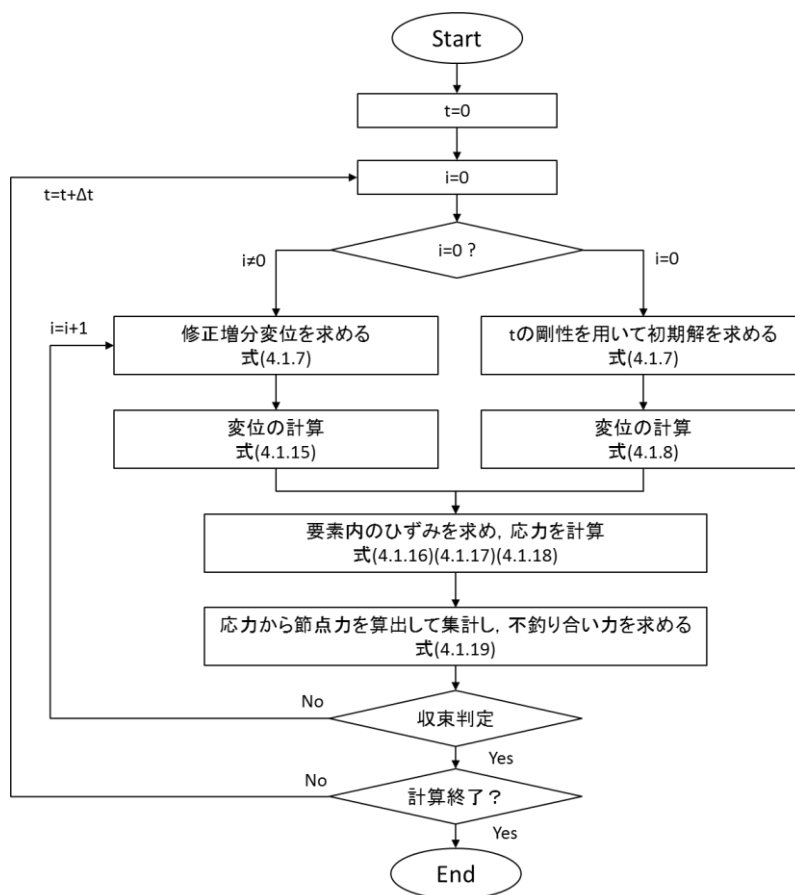 Start
t=0
t=t+Δt
i=0
i=0 ?
i≠0
i=0
i=i+1
修正増分変位を求める
式(4.1.7)
tの剛性を用いて初期解を求める
式(4.1.7)
変位の計算
式(4.1.15)
変位の計算
式(4.1.8)
要素内のひずみを求め，応力を計算
式(4.1.16)(4.1.17)(4.1.18)
応力から節点力を算出して集計し，不釣り合い力を求める
式(4.1.19)
No
収束判定
Yes
No
計算終了？
Yes
End